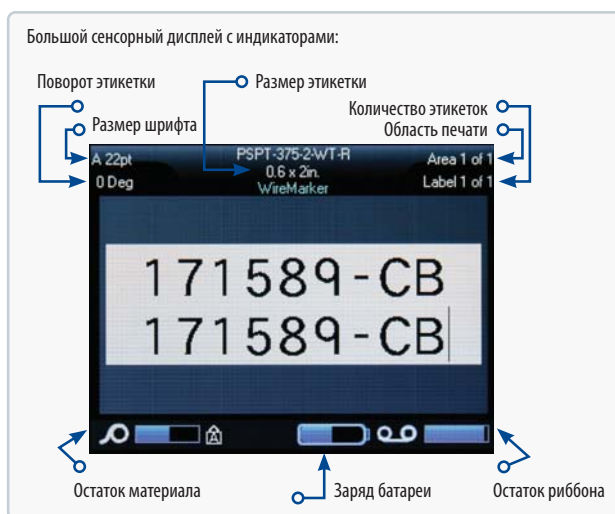 Большой сенсорный дисплей с индикаторами:
Поворот этикетки
Размер этикетки
Количество этикеток
Размер шрифта
Область печати
A 22pt
PSPT-375-2-WT-R
Area 1 of 1
0 Deg
0.6 x 2in.
Label 1 of 1
WireMarker
171589-CB
171589-CB
A
Остаток материала
Заряд батареи
Остаток риббона